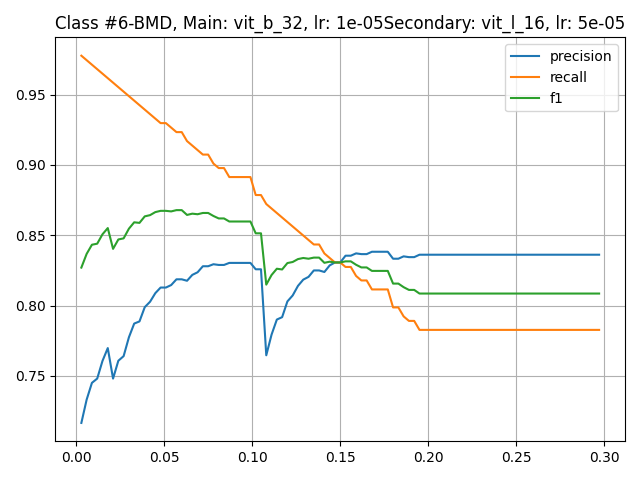 Class #6-BMD, Main: vit_b_32, lr: 1e-05Secondary: vit_l_16, lr: 5e-05
precision
recall
f1
0.95
0.90
0.85
0.80
0.75
0.00 0.05 0.10 0.15 0.20 0.25 0.30